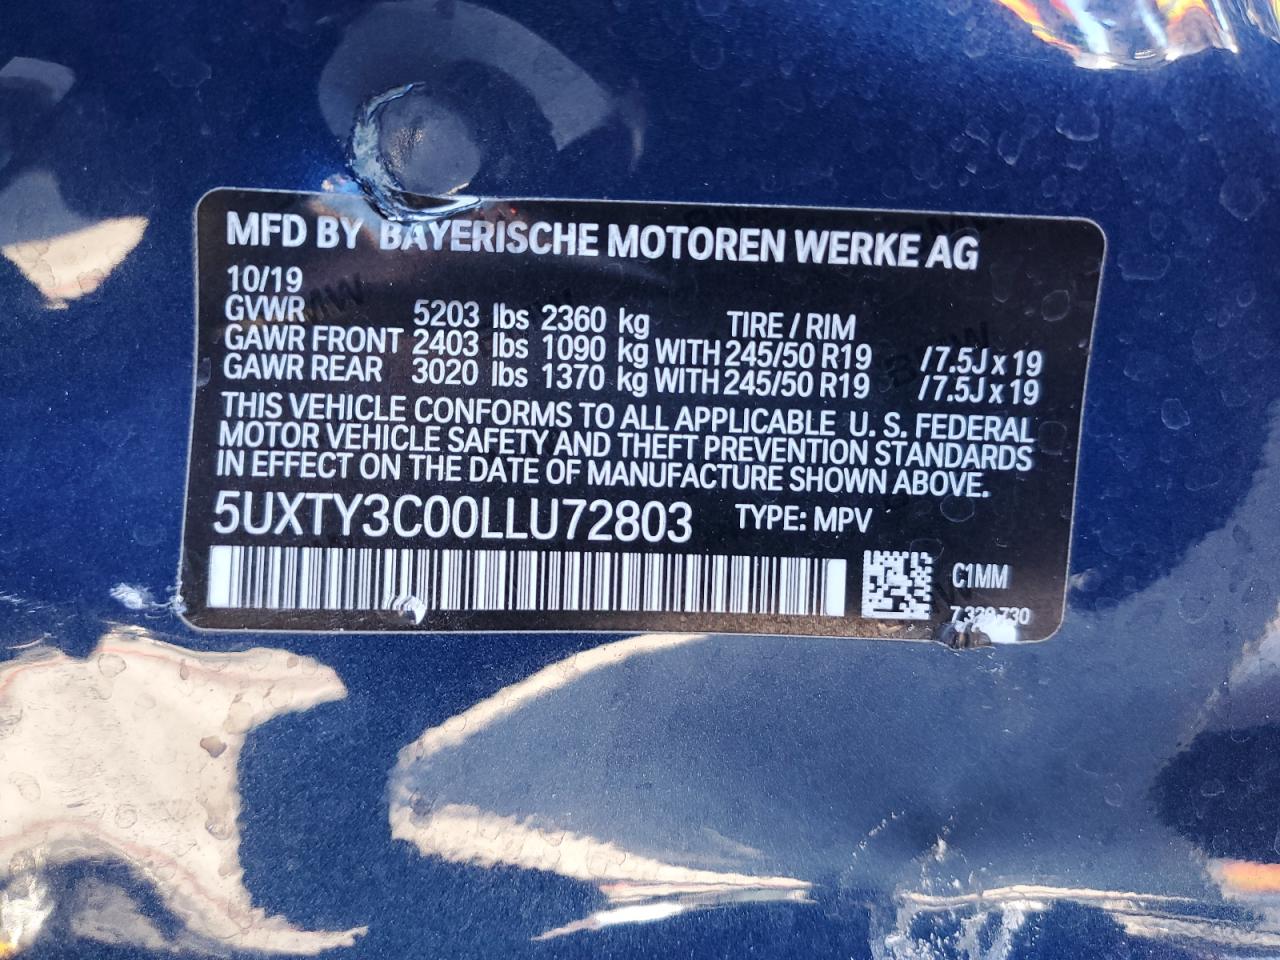 MFD BY BAYERISCHE MOTOREN WERKE AG
10/19
GVWR 5203 lbs 2360 kg TIRE / RIM
GAWR FRONT 2403 lbs 1090 kg WITH 245/50 R19 / 7.5J x 19
GAWR REAR 3020 lbs 1370 kg WITH 245/50 R19 / 7.5J x 19
THIS VEHICLE CONFORMS TO ALL APPLICABLE U. S. FEDERAL
MOTOR VEHICLE SAFETY AND THEFT PREVENTION STANDARDS
IN EFFECT ON THE DATE OF MANUFACTURE SHOWN ABOVE.
5UXTY3C00LLU72803 TYPE: MPV
C1MM